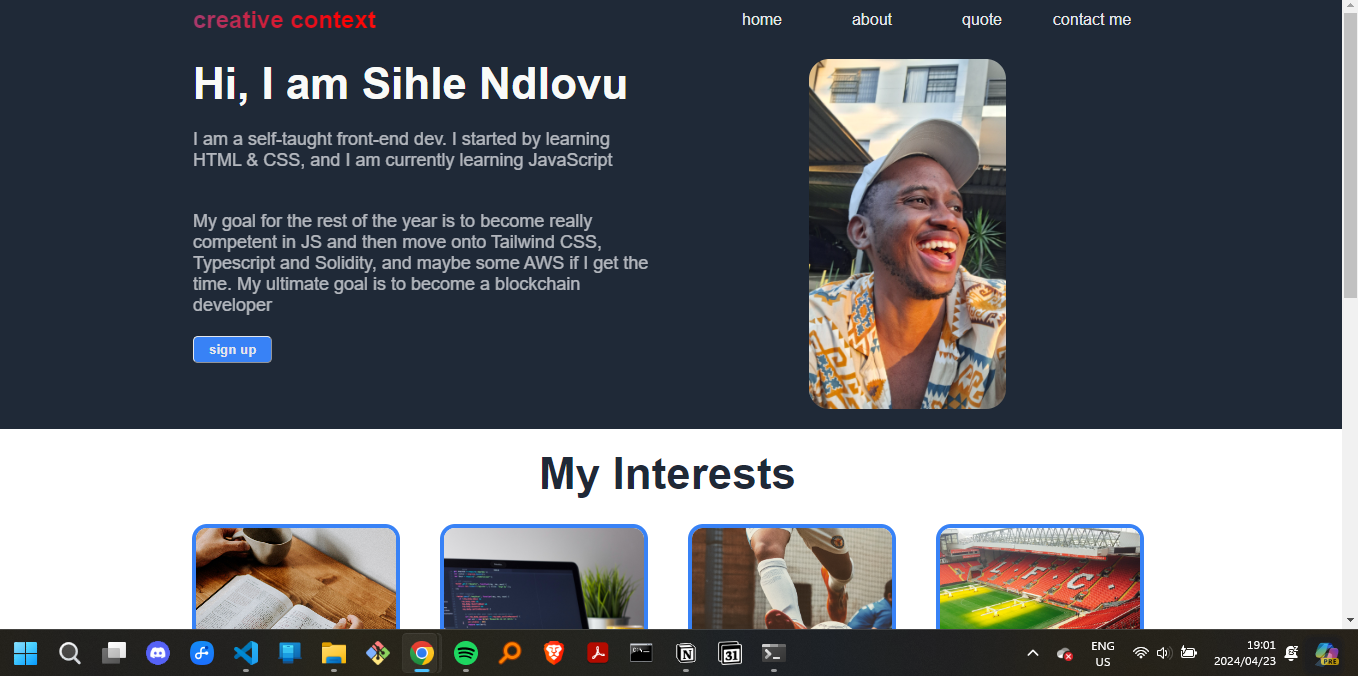 creative context
home about quote contact me
Hi, I am Sihle Ndlovu
I am a self-taught front-end dev. I started by learning
HTML & CSS, and I am currently learning JavaScript
My goal for the rest of the year is to become really
competent in JS and then move onto Tailwind CSS,
Typescript and Solidity, and maybe some AWS if I get the
time. My ultimate goal is to become a blockchain
developer
sign up
My Interests
L.F.C.
31
ENG
US
19:01
2024/04/23
PRE